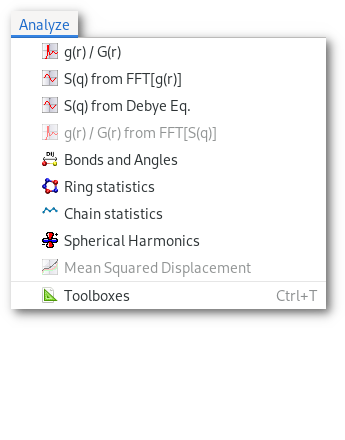 Analyze
g(r) / G(r)
S(q) from FFT[g(r)]
S(q) from Debye Eq.
g(r) / G(r) from FFT[S(q)]
Bonds and Angles
Ring statistics
Chain statistics
Spherical Harmonics
Mean Squared Displacement
Toolboxes Ctrl+T